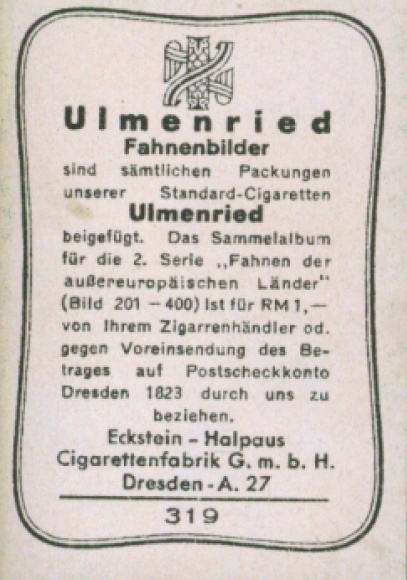 Ulmenried
Fahnenbilder
sind sämtlichen Packungen
unserer Standard-Cigaretten
Ulmenried
beigefügt. Das Sammelalbum
für die 2. Serie „Fahnen der
außereuropäischen Länder"
(Bild 201 – 400) ist für RM 1,—
von Ihrem Zigarrenhändler od.
gegen Voreinsendung des Be-
trages auf Postscheckkonto
Dresden 1823 durch uns zu
beziehen.
Eckstein - Halpaus
Cigarettenfabrik G. m. b. H.
Dresden - A. 27
319